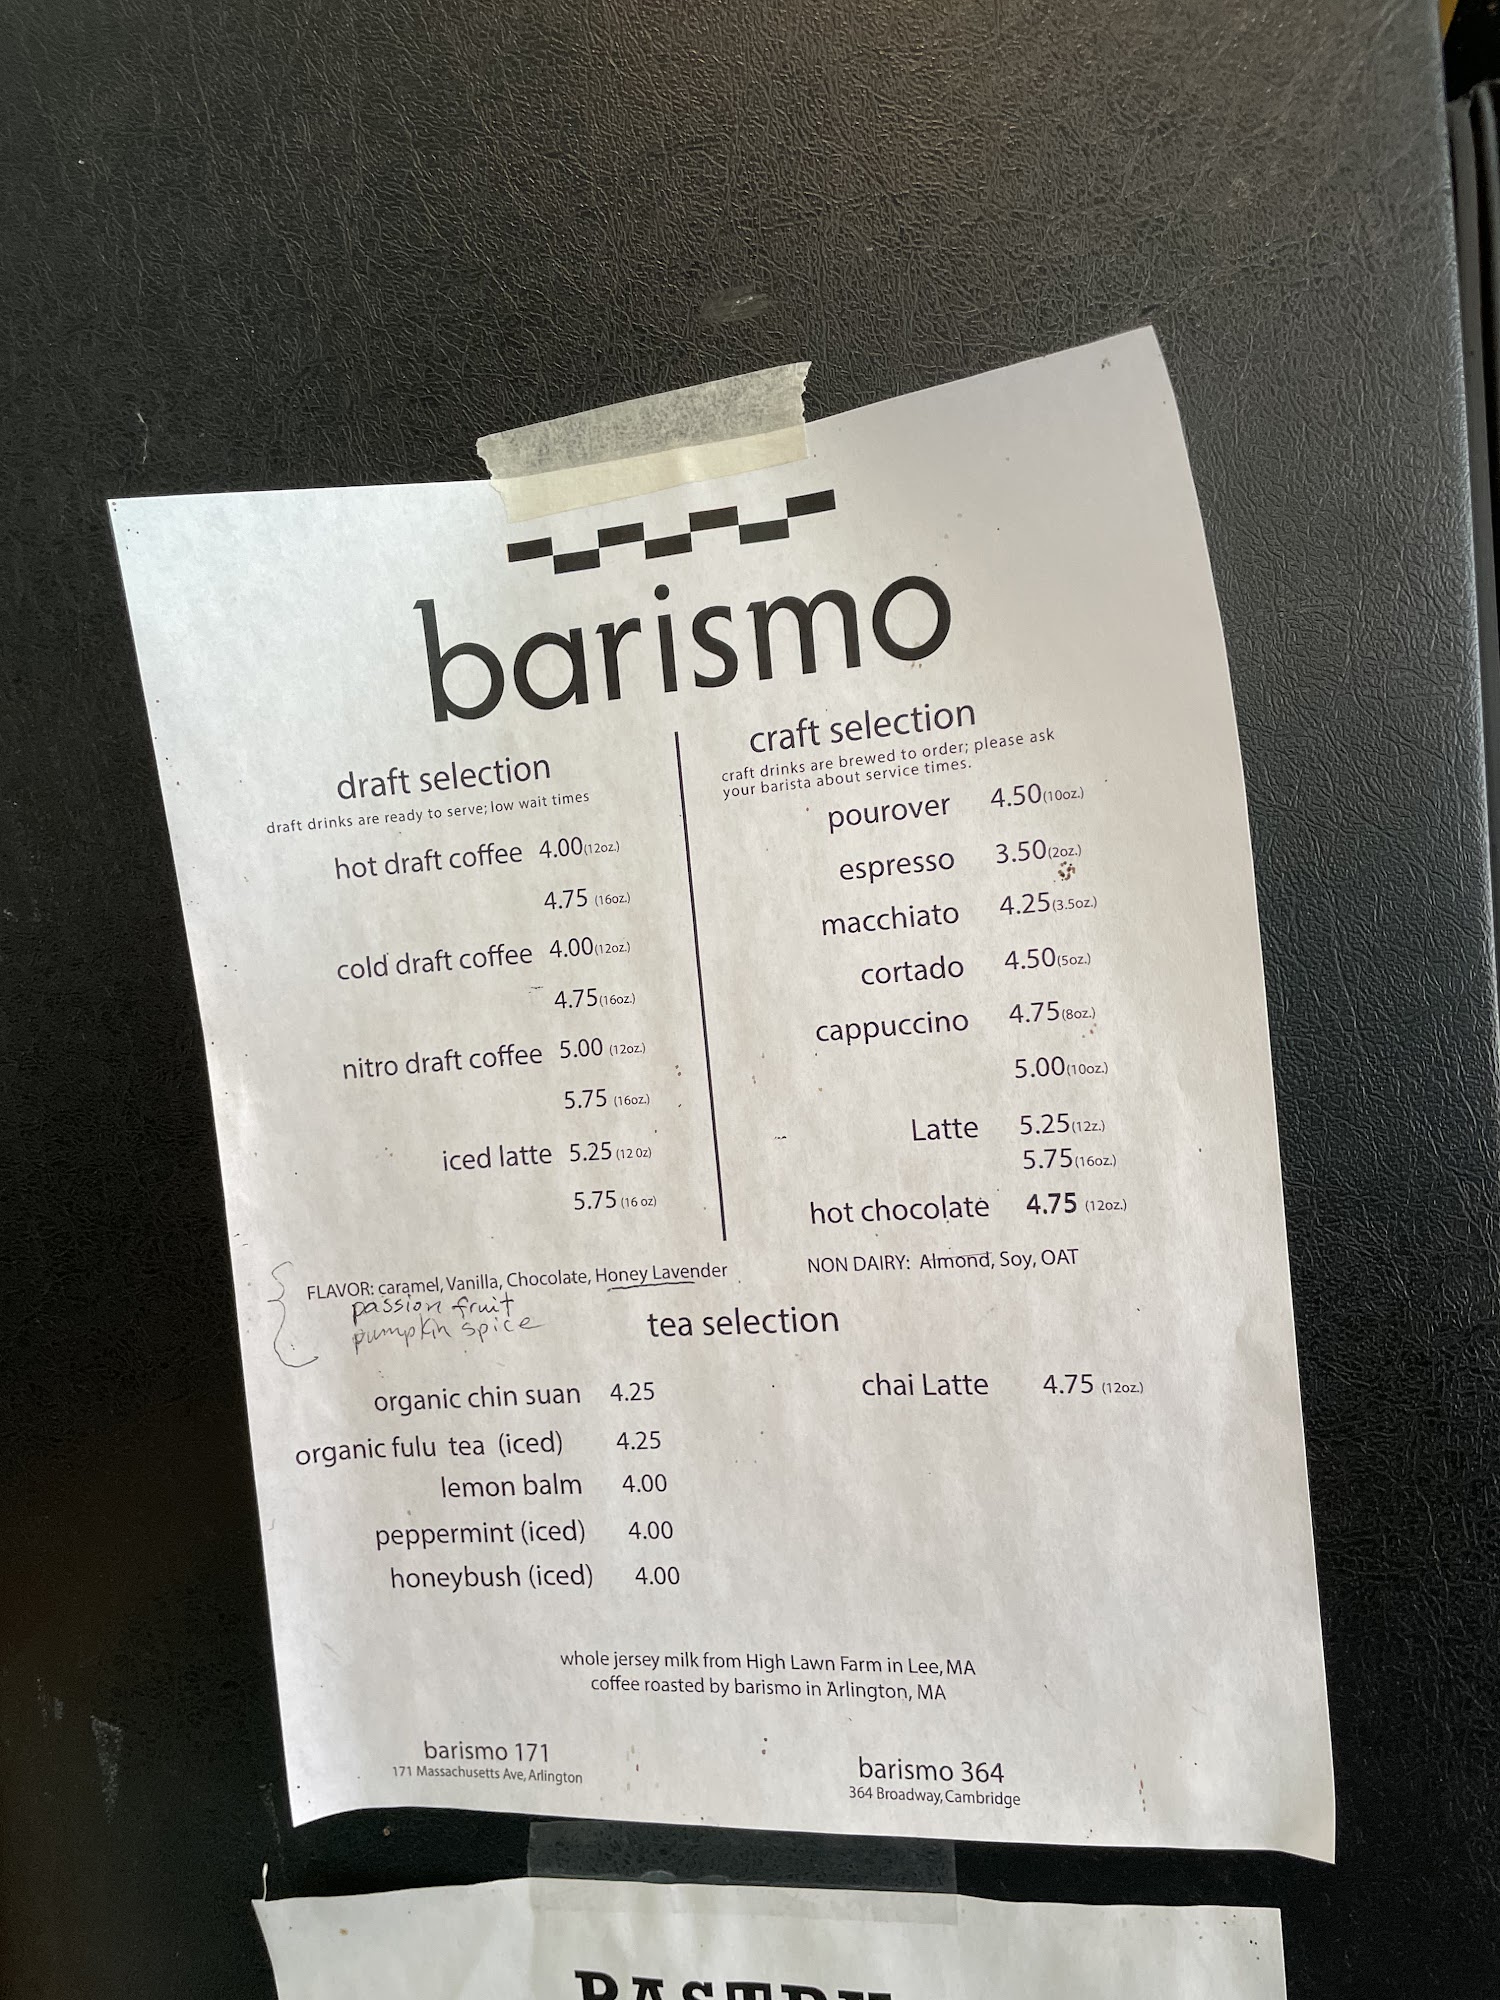 barismo
draft selection
draft drinks are ready to serve; low wait times
hot draft coffee 4.00(12oz.)
4.75 (16oz.)
cold draft coffee 4.00(12oz.)
4.75(16oz.)
nitro draft coffee 5.00 (12oz.)
5.75 (16oz.)
iced latte 5.25 (12 0z)
5.75 (16 oz)
FLAVOR: caramel, Vanilla, Chocolate, Honey Lavender
passion fruit
pumpkin spice
craft selection
craft drinks are brewed to order; please ask
your barista about service times.
pourover 4.50(10oz.)
espresso 3.50(2oz.)
macchiato 4.25(3.5oz.)
cortado 4.50(5oz.)
cappuccino 4.75(8oz.)
5.00(10oz.)
Latte 5.25(12z.)
5.75(16oz.)
hot chocolate 4.75 (12oz.)
NON DAIRY: Almond, Soy, OAT
tea selection
organic chin suan 4.25
organic fulu tea (iced) 4.25
lemon balm 4.00
peppermint (iced) 4.00
honeybush (iced) 4.00
chai Latte 4.75 (12oz.)
whole jersey milk from High Lawn Farm in Lee, MA
coffee roasted by barismo in Arlington, MA
barismo 171
171 Massachusetts Ave, Arlington
barismo 364
364 Broadway, Cambridge
PASTRY